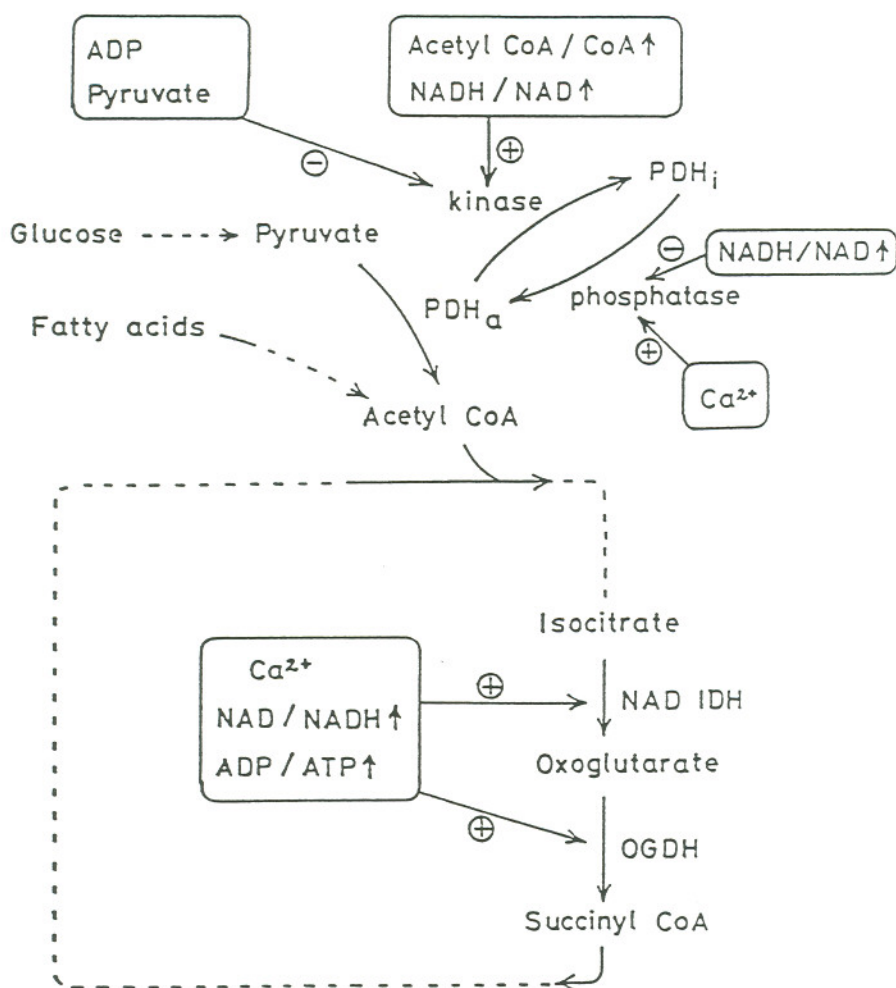 ADP
Pyruvate
Acetyl CoA / CoA ↑
NADH / NAD ↑
⊖
⊕
kinase
PDHi
Glucose
Pyruvate
⊖
NADH/NAD ↑
PDHa
phosphatase
Fatty acids
⊕
Ca²⁺
Acetyl CoA
Isocitrate
Ca²⁺
NAD / NADH ↑
ADP / ATP ↑
⊕
NAD IDH
Oxoglutarate
⊕
OGDH
Succinyl CoA